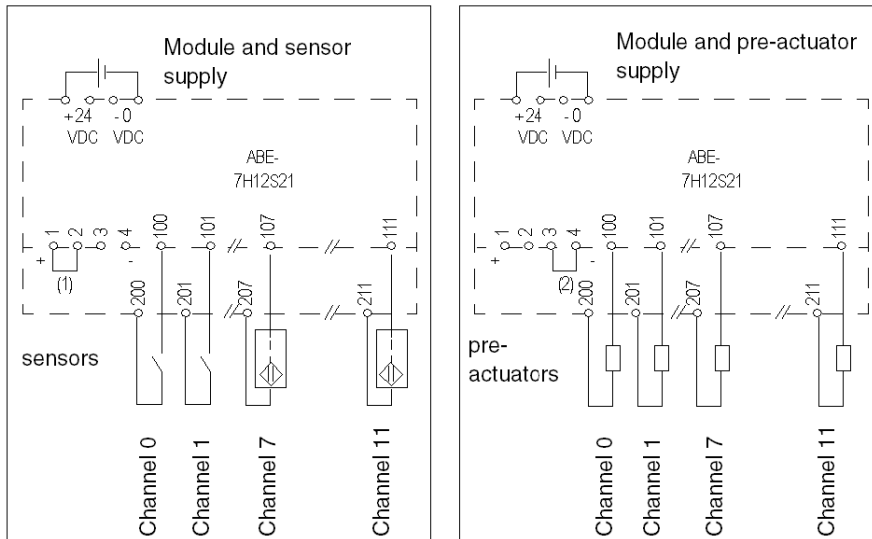 Module and sensor
supply
+24 - 0
VDC VDC
ABE-
7H12S21
1 2 3 4 100 101 107 111
+ -
(1)
200 201 207 211
sensors
Channel 0
Channel 1
Channel 7
Channel 11
Module and pre-actuator
supply
+24 - 0
VDC VDC
ABE-
7H12S21
1 2 3 4 100 101 107 111
+ -
(2)
200 201 207 211
pre-
actuators
Channel 0
Channel 1
Channel 7
Channel 11